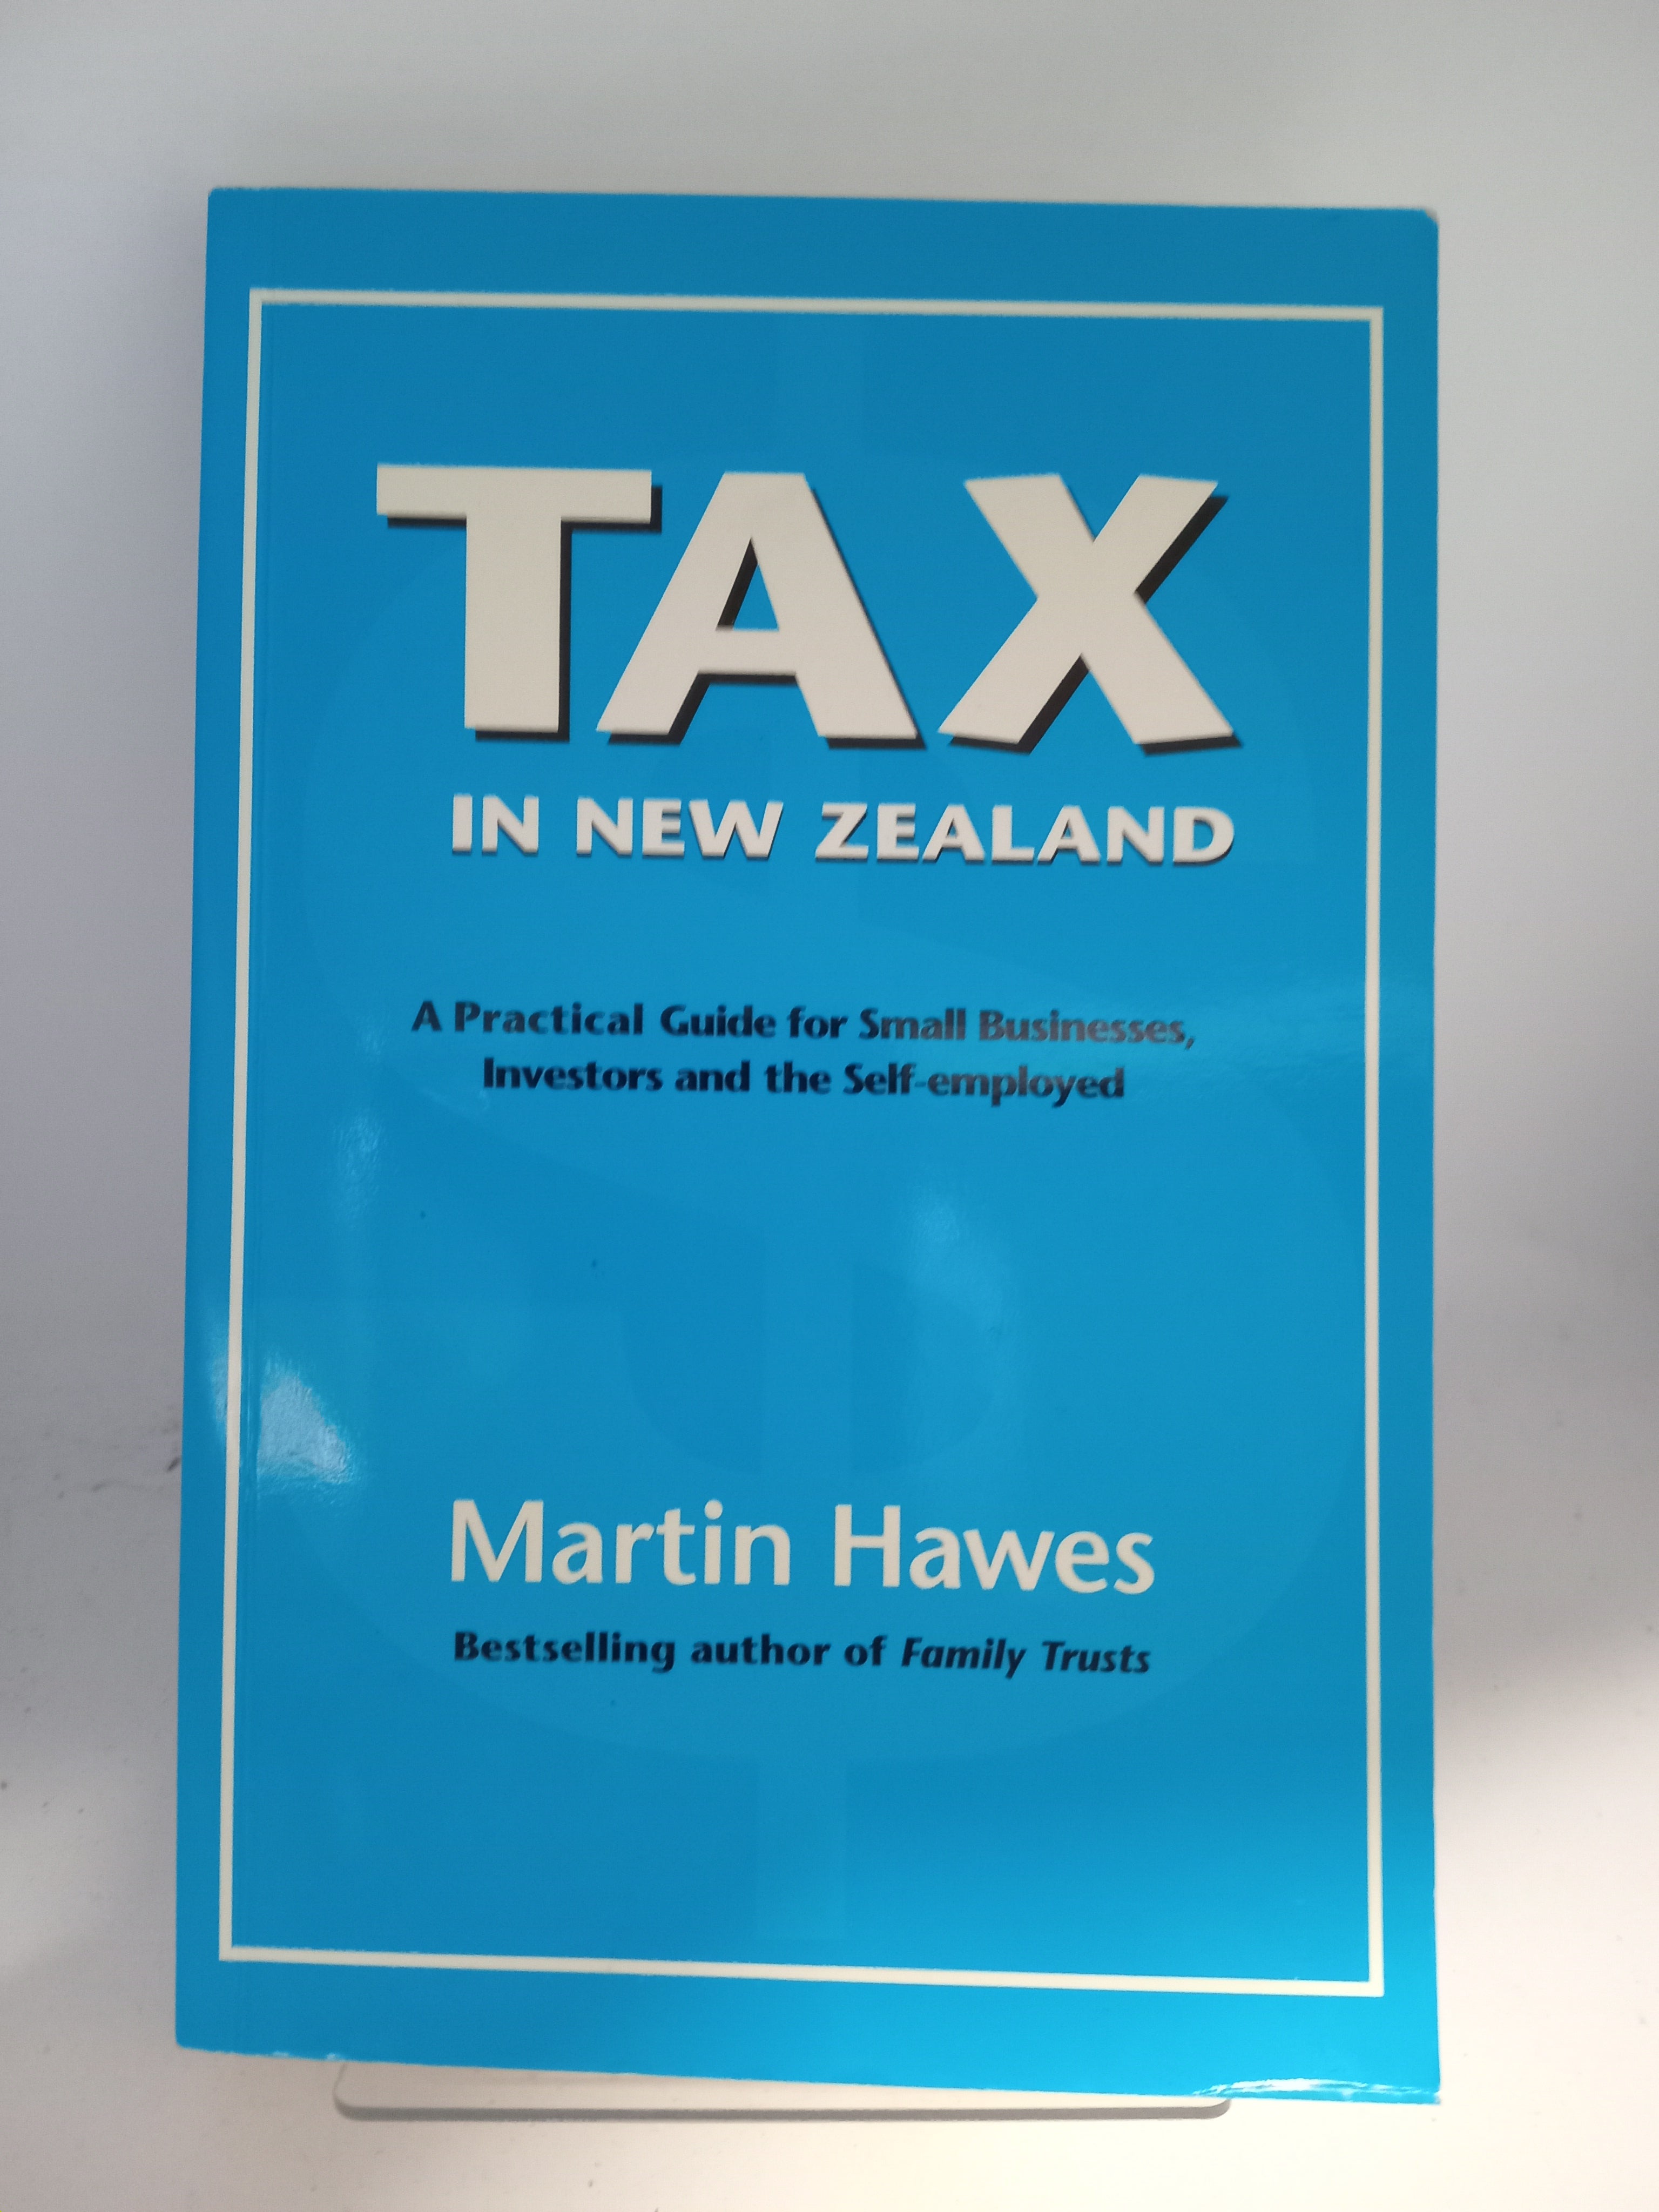 TAX
IN NEW ZEALAND
A Practical Guide for Small Businesses,
Investors and the Self-employed
Martin Hawes
Bestselling author of Family Trusts